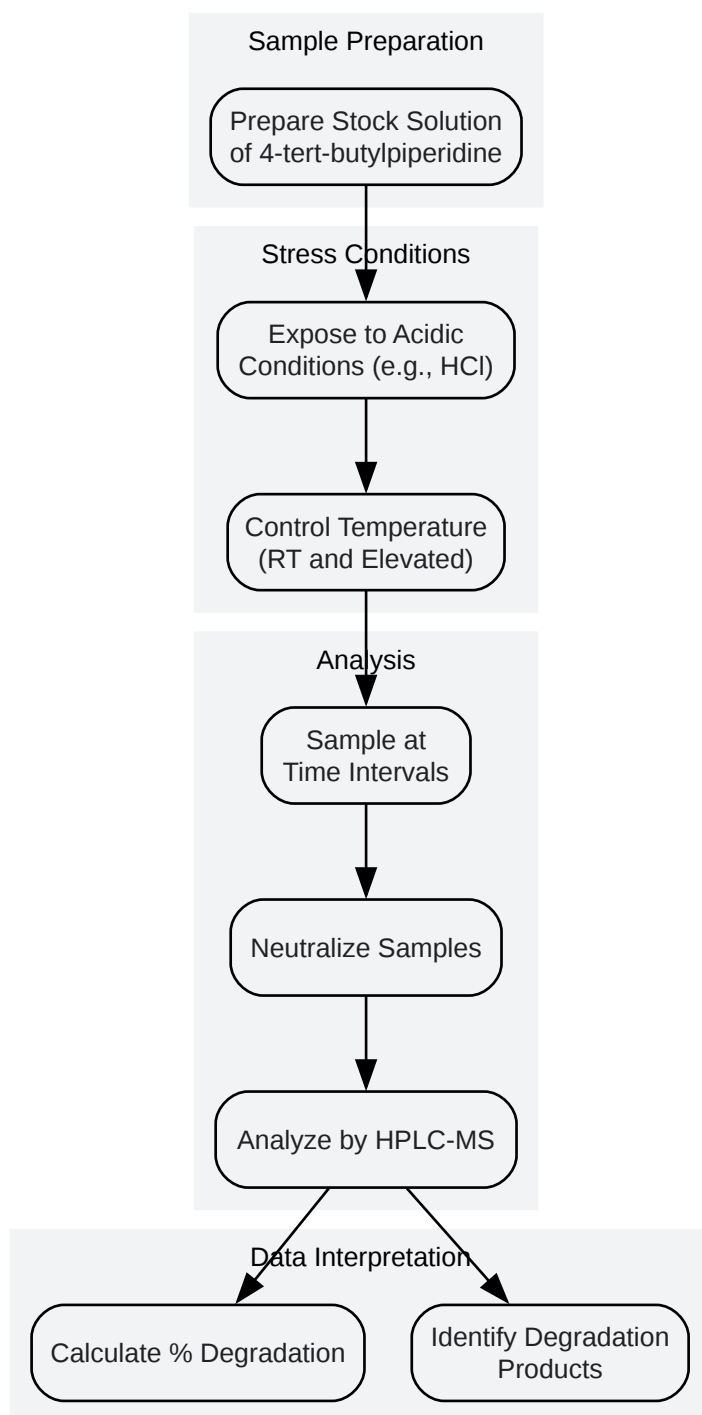 Sample Preparation
Prepare Stock Solution
of 4-tert-butylpiperidine
Stress Conditions
Expose to Acidic
Conditions (e.g., HCl)
Control Temperature
(RT and Elevated)
Analysis
Sample at
Time Intervals
Neutralize Samples
Analyze by HPLC-MS
Data Interpretation
Calculate % Degradation
Identify Degradation
Products